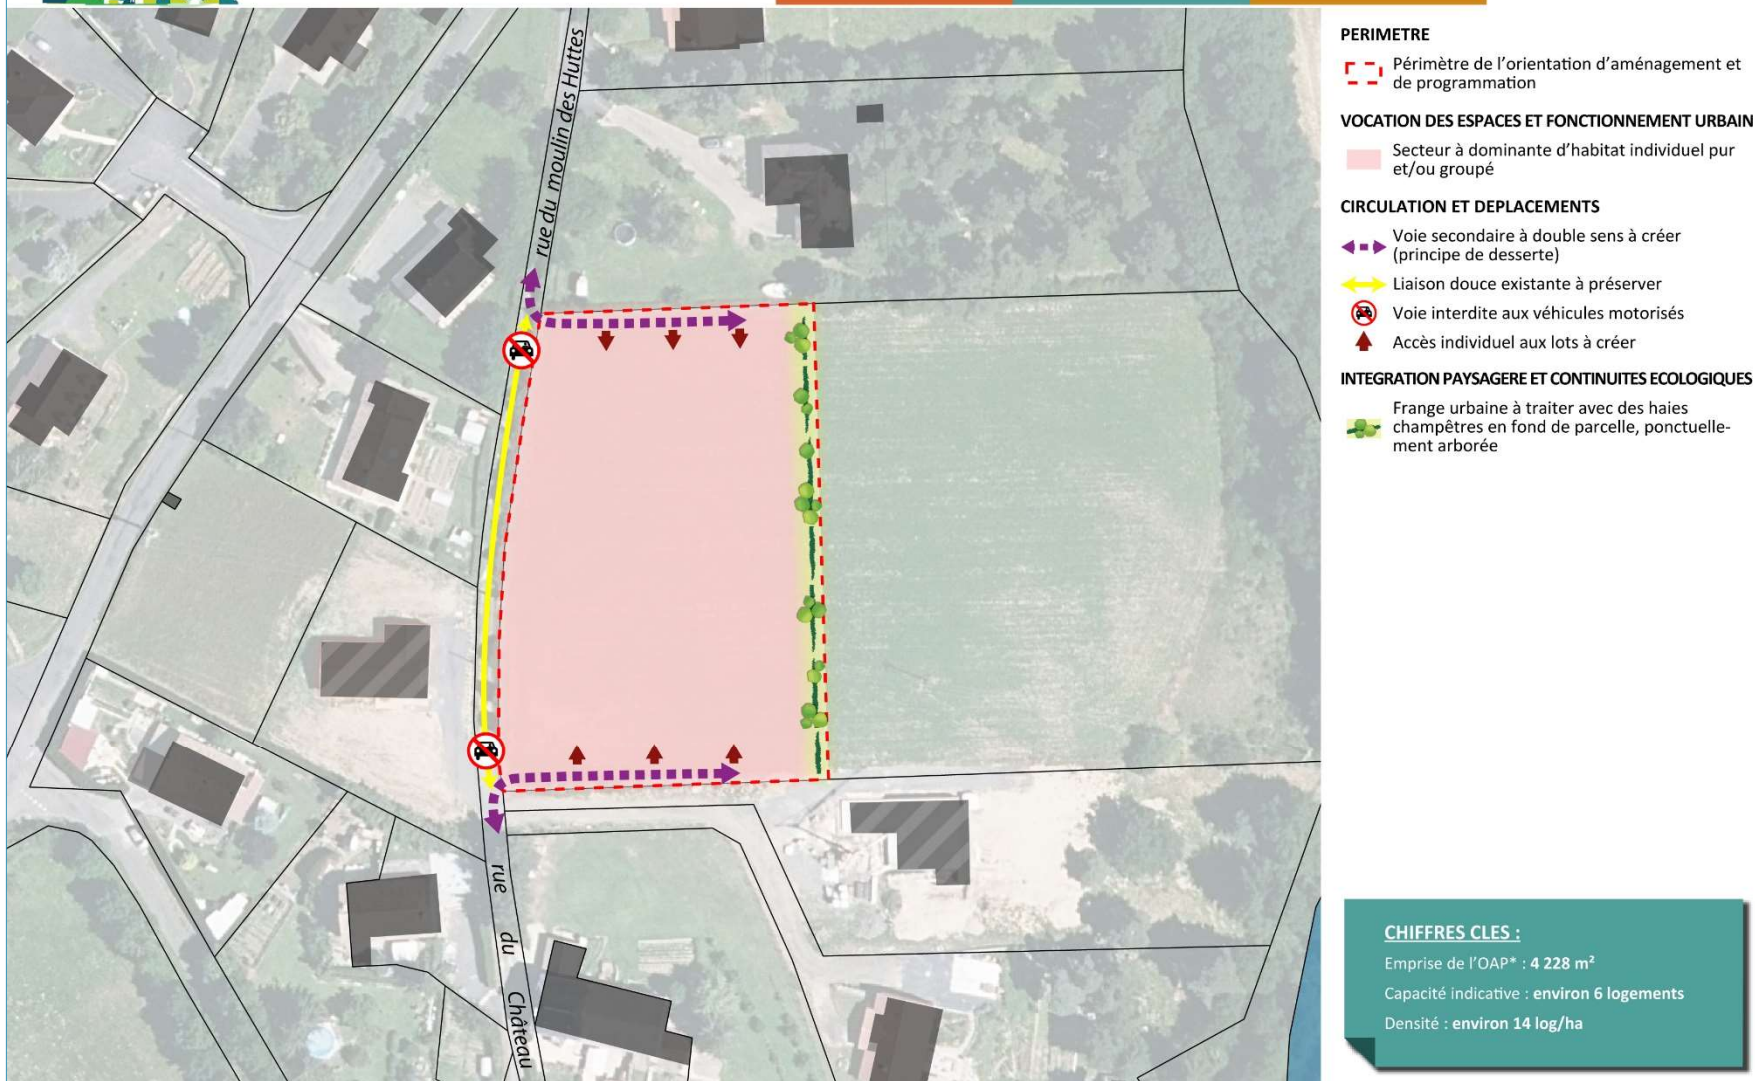 rue du moulin des Huttes
rue du Château
PERIMETRE
Périmètre de l'orientation d'aménagement et
de programmation
VOCATION DES ESPACES ET FONCTIONNEMENT URBAIN
Secteur à dominante d'habitat individuel pur
et/ou groupé
CIRCULATION ET DEPLACEMENTS
Voie secondaire à double sens à créer
(principe de desserte)
Liaison douce existante à préserver
Voie interdite aux véhicules motorisés
Accès individuel aux lots à créer
INTEGRATION PAYSAGERE ET CONTINUITES ECOLOGIQUES
Frange urbaine à traiter avec des haies
champêtres en fond de parcelle, ponctuelle-
ment arborée
CHIFFRES CLES :
Emprise de l'OAP* : 4 228 m²
Capacité indicative : environ 6 logements
Densité : environ 14 log/ha